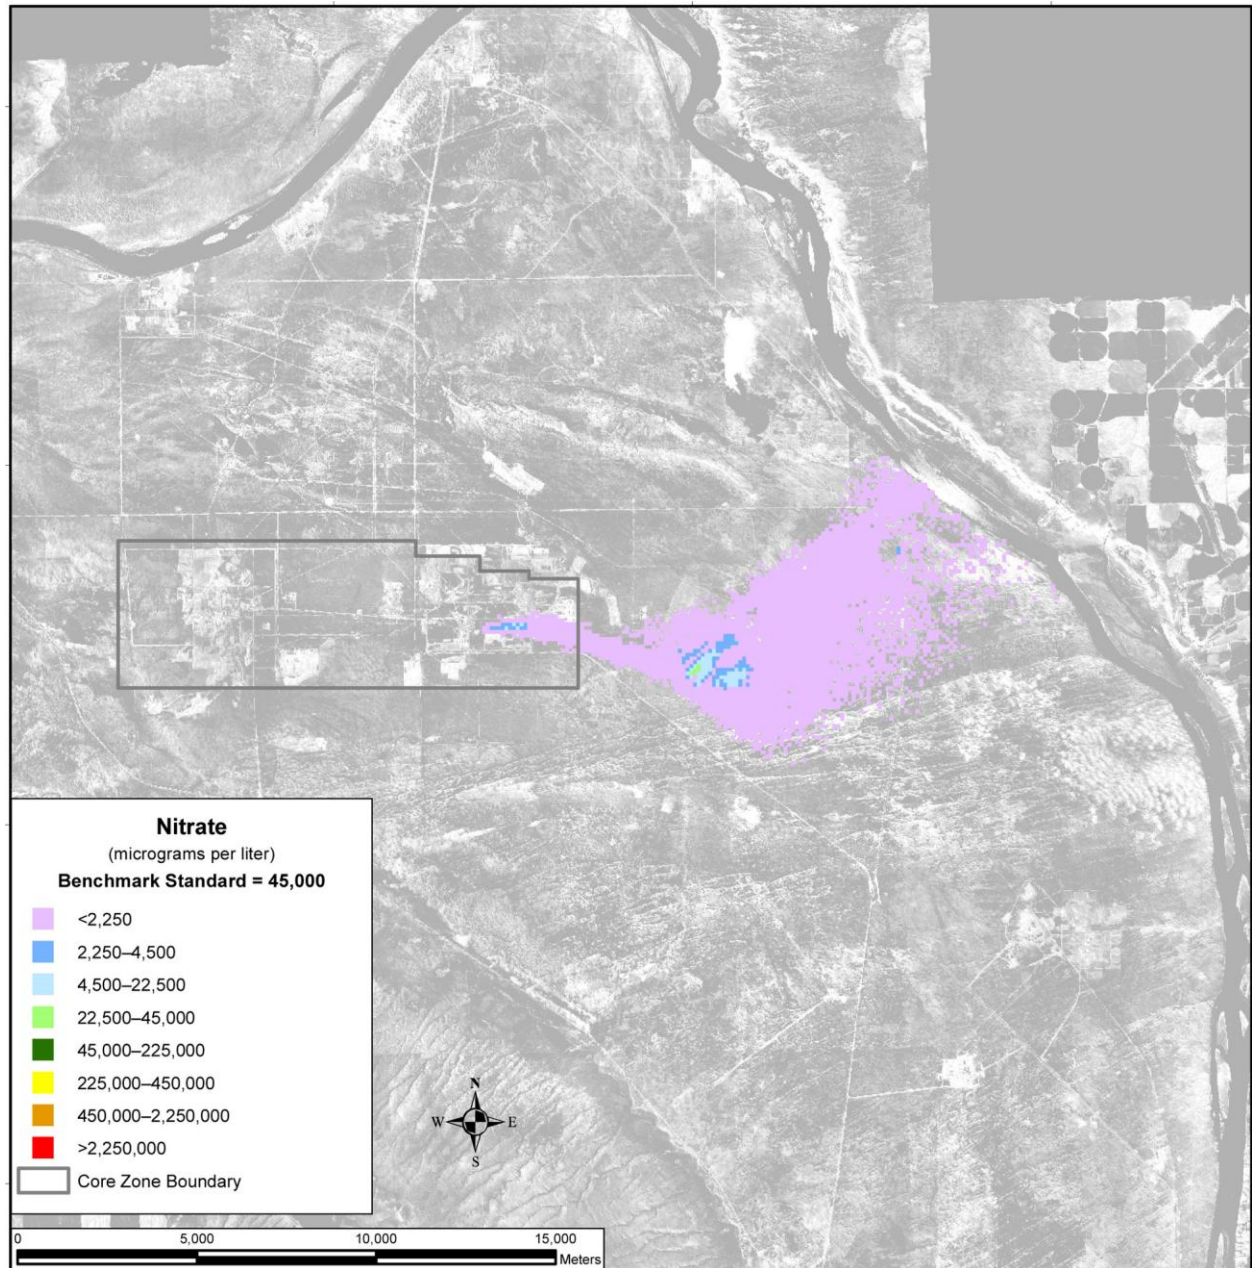 Nitrate
(micrograms per liter)
Benchmark Standard = 45,000
<2,250
2,250–4,500
4,500–22,500
22,500–45,000
45,000–225,000
225,000–450,000
450,000–2,250,000
>2,250,000
Core Zone Boundary
N
W E
S
0 5,000 10,000 15,000
Meters